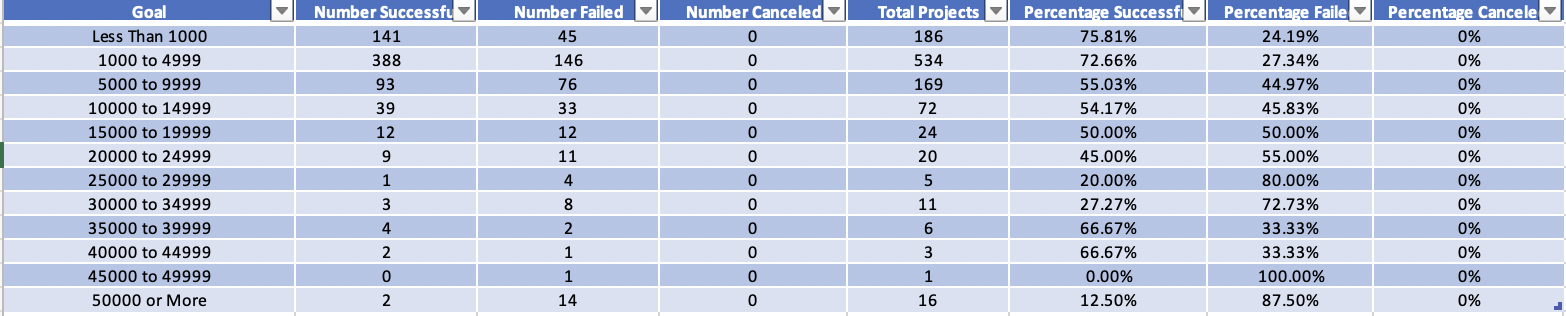 Goal Number Successfu Number Failed Number Canceled Total Projects Percentage Successfu Percentage Faile Percentage Cancele
Less Than 1000 141 45 0 186 75.81% 24.19% 0%
1000 to 4999 388 146 0 534 72.66% 27.34% 0%
5000 to 9999 93 76 0 169 55.03% 44.97% 0%
10000 to 14999 39 33 0 72 54.17% 45.83% 0%
15000 to 19999 12 12 0 24 50.00% 50.00% 0%
20000 to 24999 9 11 0 20 45.00% 55.00% 0%
25000 to 29999 1 4 0 5 20.00% 80.00% 0%
30000 to 34999 3 8 0 11 27.27% 72.73% 0%
35000 to 39999 4 2 0 6 66.67% 33.33% 0%
40000 to 44999 2 1 0 3 66.67% 33.33% 0%
45000 to 49999 0 1 0 1 0.00% 100.00% 0%
50000 or More 2 14 0 16 12.50% 87.50% 0%